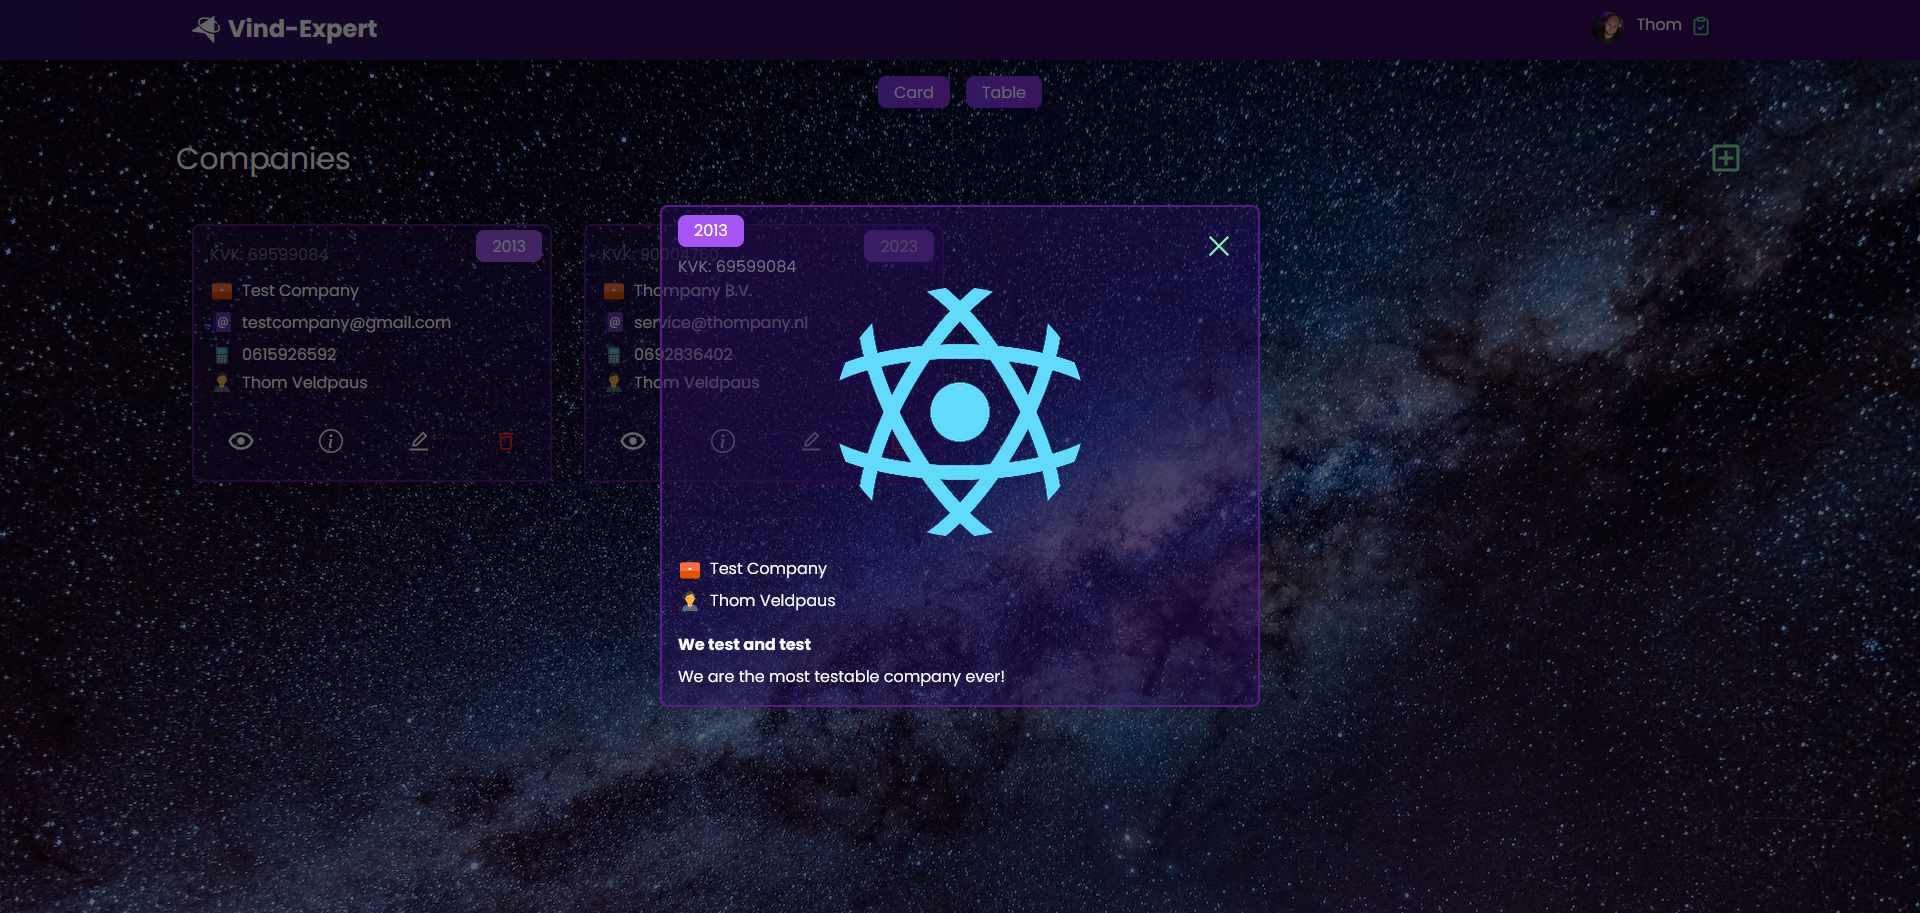 Vind-Expert
Thom
Card
Table
Companies
2013
KVK: 69599084
Test Company
testcompany@gmail.com
0615926592
Thom Veldpaus
2023
KVK: 90004760
Thompany B.V.
service@thompany.nl
0692836402
Thom Veldpaus
2013
KVK: 69599084
Test Company
Thom Veldpaus
We test and test
We are the most testable company ever!